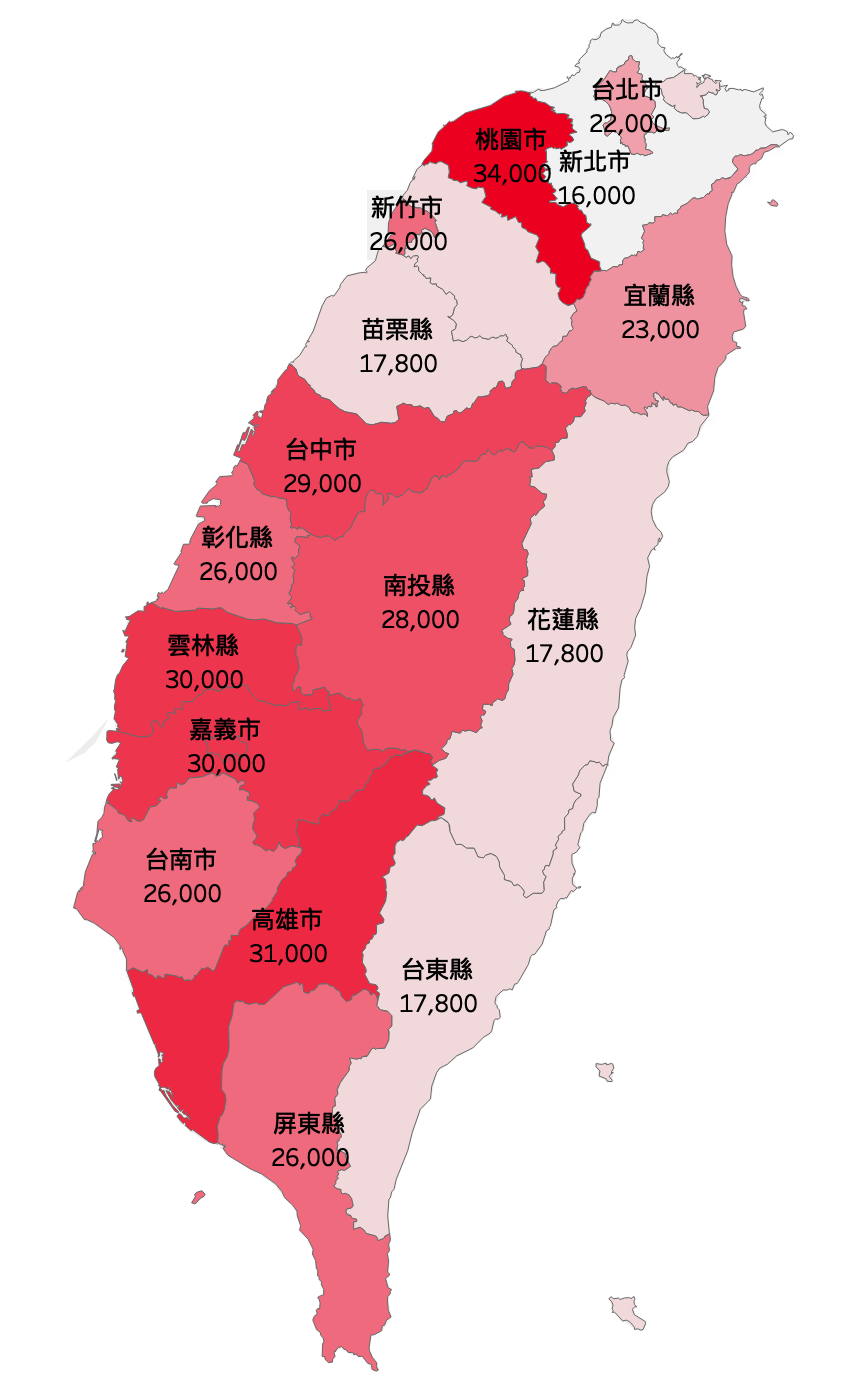 台北市
22,000
桃園市
34,000
新北市
16,000
新竹市
26,000
宜蘭縣
23,000
苗栗縣
17,800
台中市
29,000
彰化縣
26,000
南投縣
28,000
花蓮縣
17,800
雲林縣
30,000
嘉義市
30,000
台南市
26,000
高雄市
31,000
台東縣
17,800
屏東縣
26,000